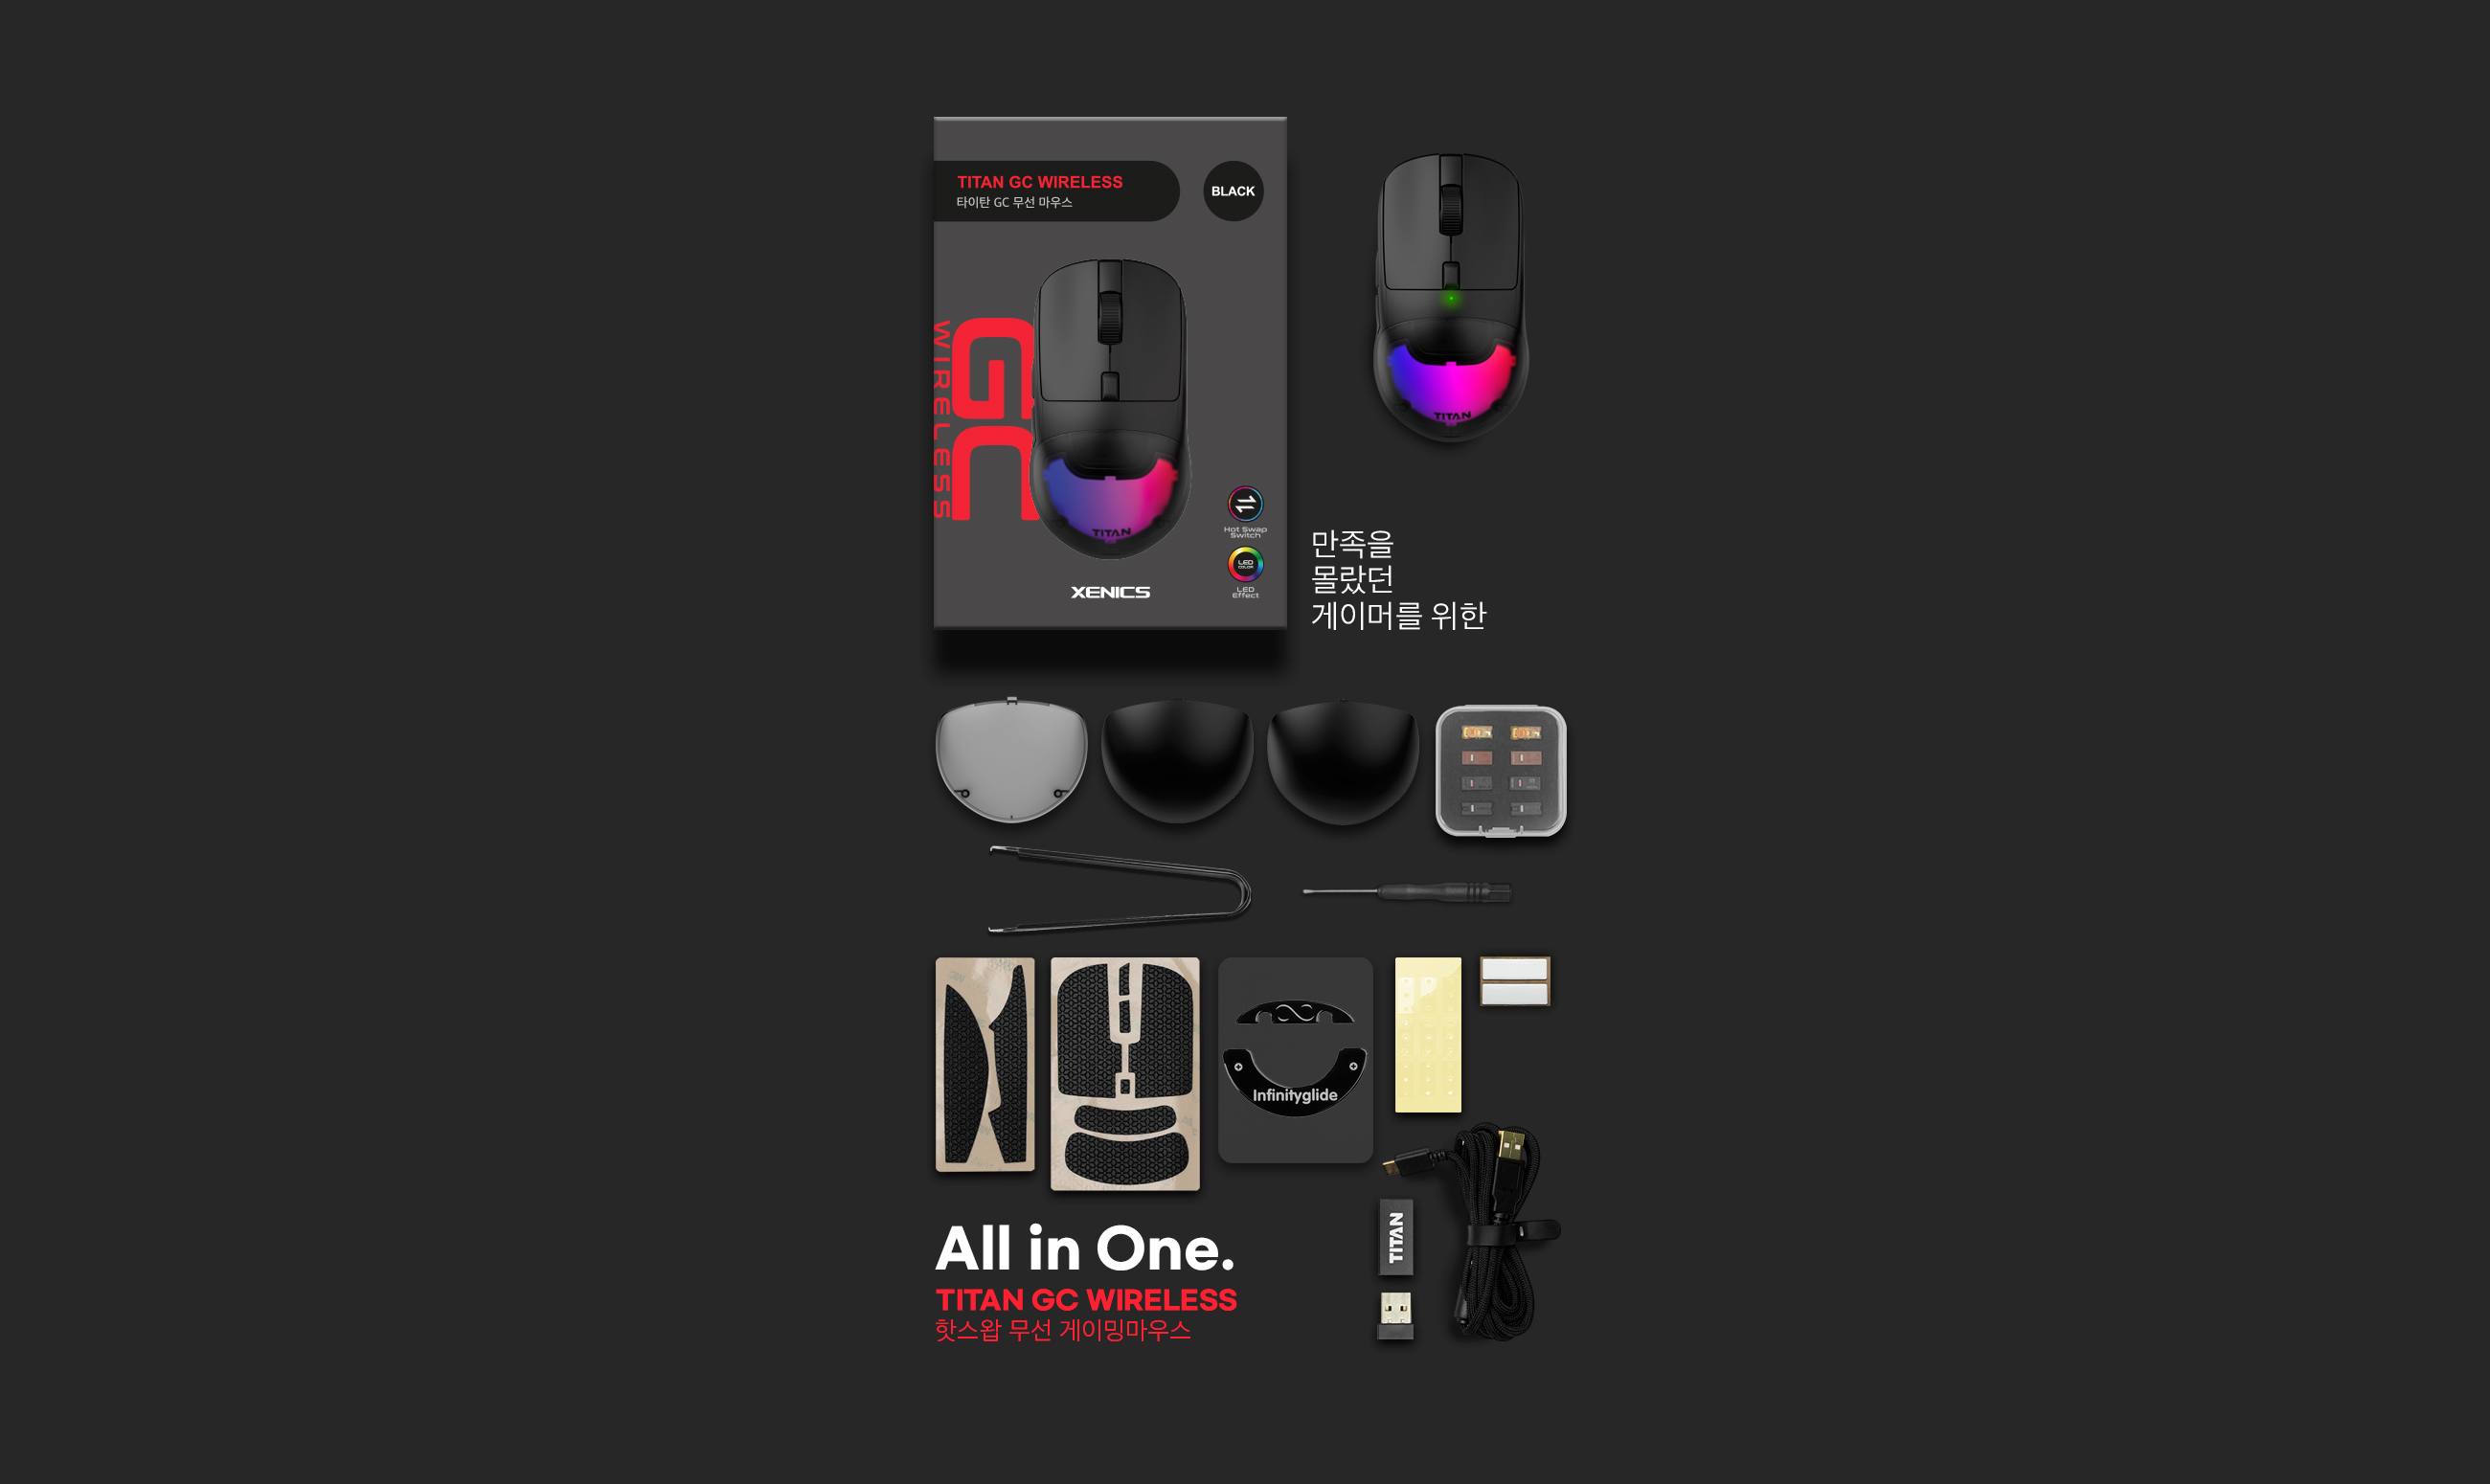 TITAN GC WIRELESS
타이탄 GC 무선 마우스
BLACK
GC
WIRELESS
TITAN
Hot Swap
Switch
LED
COLOR
LED
Effect
XENICS
TITAN
만족을
몰랐던
게이머를 위한
Infinityglide
TITAN
All in One.
TITAN GC WIRELESS
핫스왑 무선 게이밍마우스